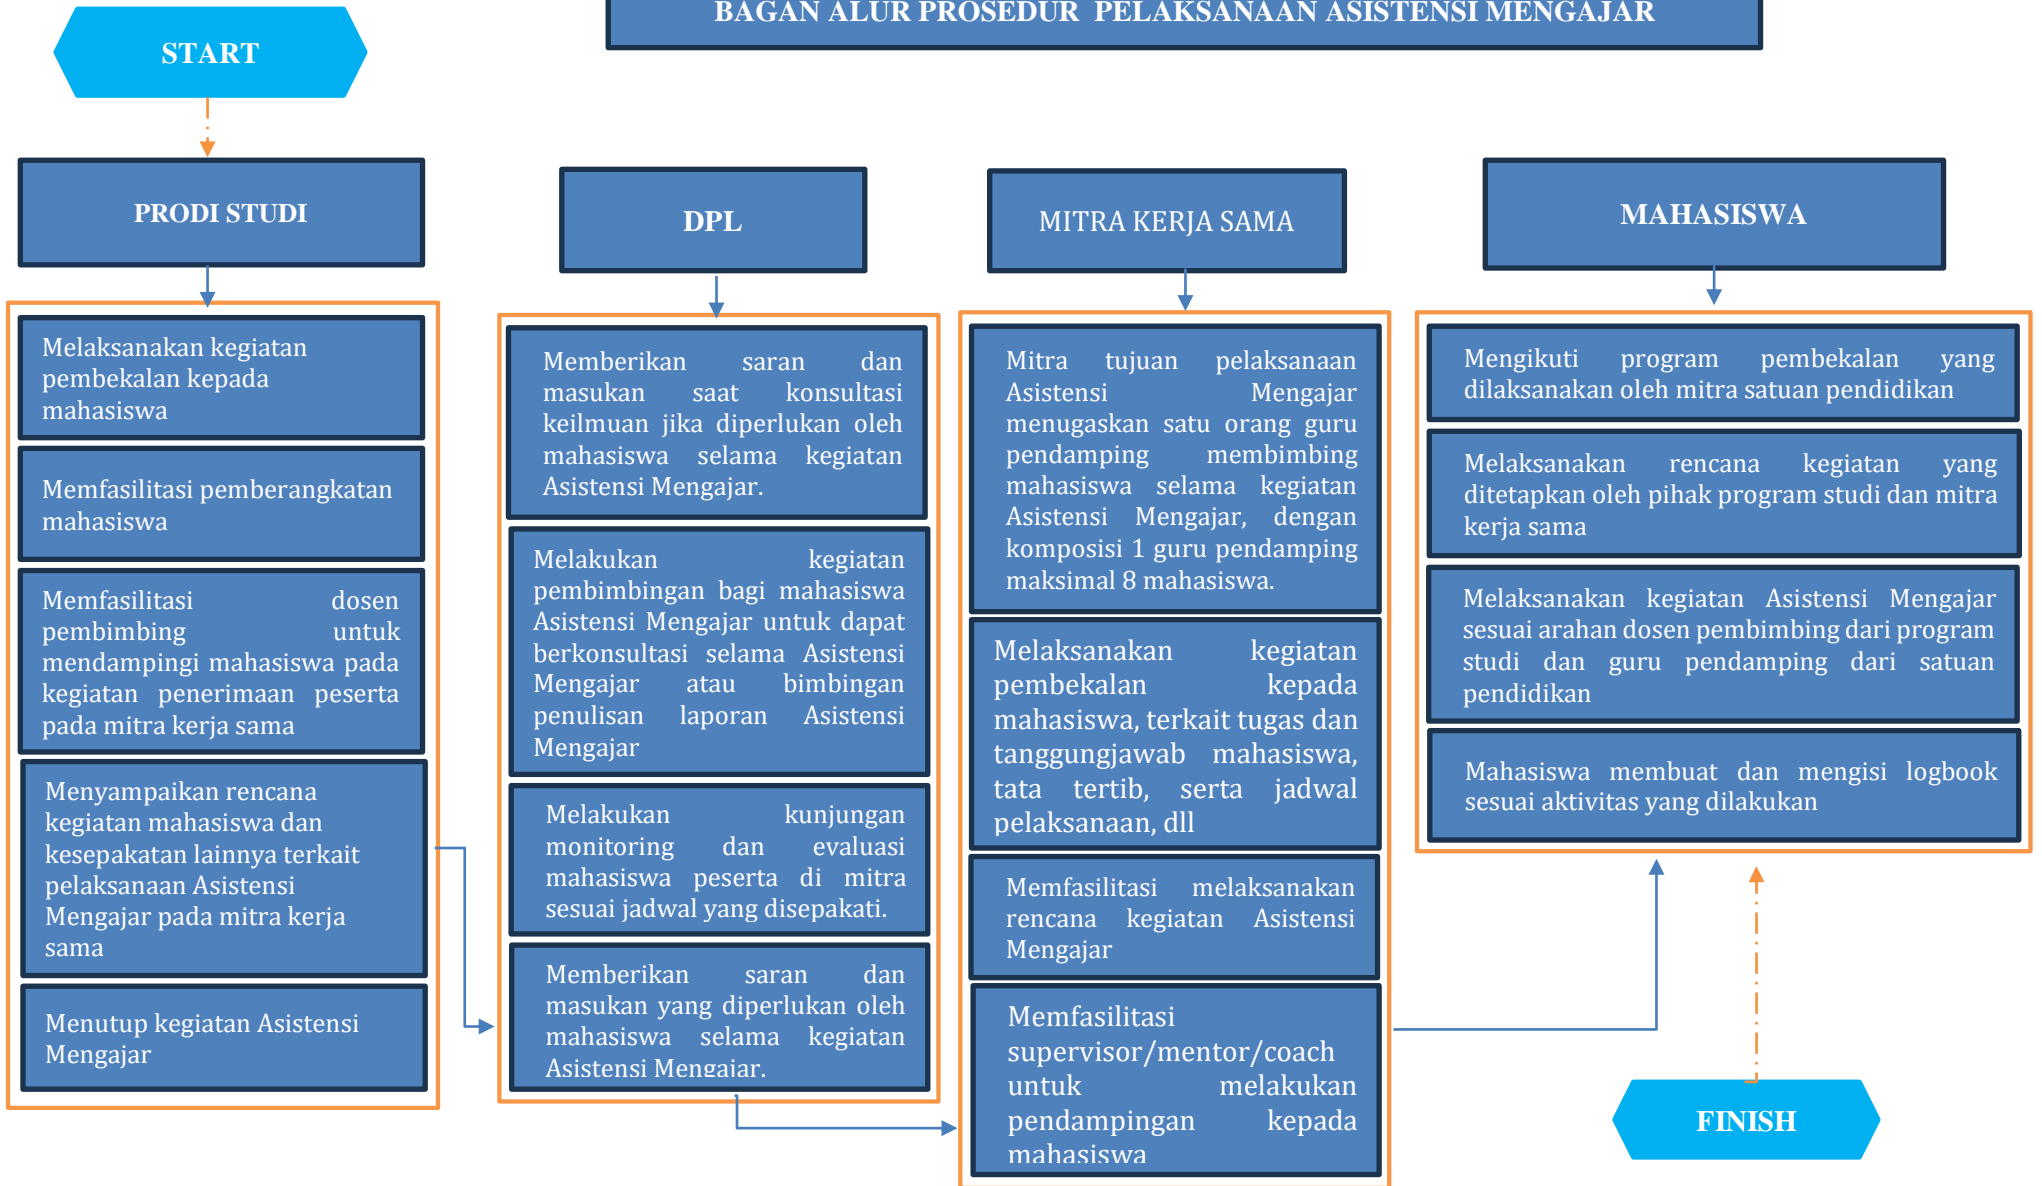 BAGAN ALUR PROSEDUR PELAKSANAAN ASISTENSI MENGAJAR
START
PRODI STUDI
Melaksanakan kegiatan
pembekalan kepada
mahasiswa
Memfasilitasi pemberangkatan
mahasiswa
Memfasilitasi dosen
pembimbing untuk
mendampingi mahasiswa pada
kegiatan penerimaan peserta
pada mitra kerja sama
Menyampaikan rencana
kegiatan mahasiswa dan
kesepakatan lainnya terkait
pelaksanaan Asistensi
Mengajar pada mitra kerja
sama
Menutup kegiatan Asistensi
Mengajar
DPL
Memberikan saran dan
masukan saat konsultasi
keilmuan jika diperlukan oleh
mahasiswa selama kegiatan
Asistensi Mengajar.
Melakukan kegiatan
pembimbingan bagi mahasiswa
Asistensi Mengajar untuk dapat
berkonsultasi selama Asistensi
Mengajar atau bimbingan
penulisan laporan Asistensi
Mengajar
Melakukan kunjungan
monitoring dan evaluasi
mahasiswa peserta di mitra
sesuai jadwal yang disepakati.
Memberikan saran dan
masukan yang diperlukan oleh
mahasiswa selama kegiatan
Asistensi Mengajar.
MITRA KERJA SAMA
Mitra tujuan pelaksanaan
Asistensi Mengajar
menugaskan satu orang guru
pendamping membimbing
mahasiswa selama kegiatan
Asistensi Mengajar, dengan
komposisi 1 guru pendamping
maksimal 8 mahasiswa.
Melaksanakan kegiatan
pembekalan kepada
mahasiswa, terkait tugas dan
tanggungjawab mahasiswa,
tata tertib, serta jadwal
pelaksanaan, dll
Memfasilitasi melaksanakan
rencana kegiatan Asistensi
Mengajar
Memfasilitasi
supervisor/mentor/coach
untuk melakukan
pendampingan kepada
mahasiswa
MAHASISWA
Mengikuti program pembekalan yang
dilaksanakan oleh mitra satuan pendidikan
Melaksanakan rencana kegiatan yang
ditetapkan oleh pihak program studi dan mitra
kerja sama
Melaksanakan kegiatan Asistensi Mengajar
sesuai arahan dosen pembimbing dari program
studi dan guru pendamping dari satuan
pendidikan
Mahasiswa membuat dan mengisi logbook
sesuai aktivitas yang dilakukan
FINISH